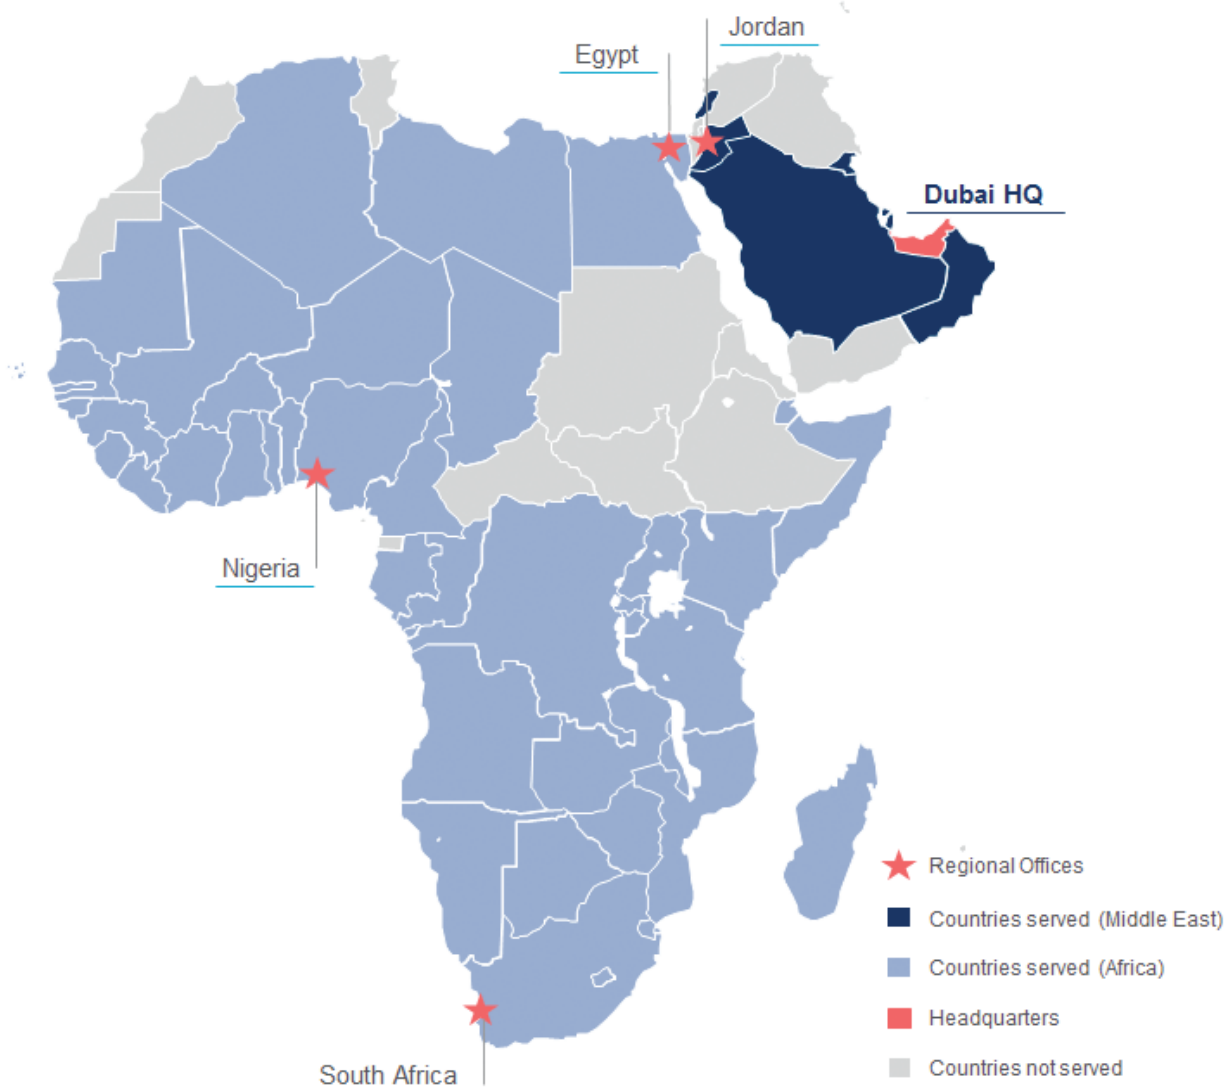 Jordan
Egypt
Dubai HQ
Nigeria
South Africa
Regional Offices
Countries served (Middle East)
Countries served (Africa)
Headquarters
Countries not served